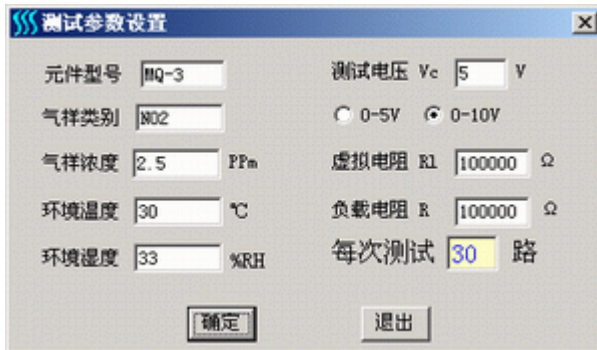 测试参数设置
元件型号 MQ-3 测试电压 Vc 5 V
气样类别 NO2 0-5V 0-10V
气样浓度 2.5 PPm 虚拟电阻 Rl 100000 Ω
环境温度 30 ℃ 负载电阻 R 100000 Ω
环境湿度 33 %RH 每次测试 30 路
确定 退出